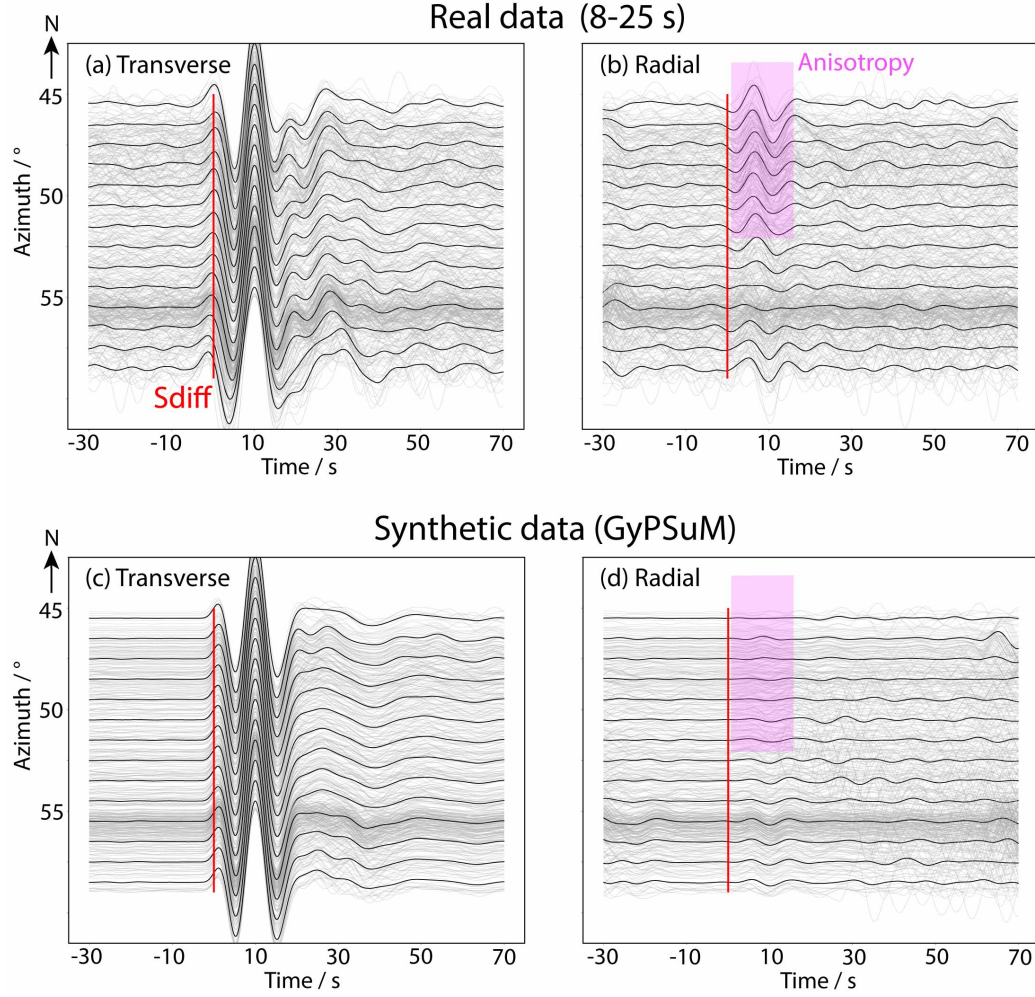 Real data (8-25 s)
N
(a) Transverse
(b) Radial
Anisotropy
45
50
55
Azimuth / °
Sdiff
-30 -10 10 30 50 70
Time / s
-30 -10 10 30 50 70
Time / s
Synthetic data (GyPSuM)
N
(c) Transverse
(d) Radial
45
50
55
Azimuth / °
-30 -10 10 30 50 70
Time / s
-30 -10 10 30 50 70
Time / s